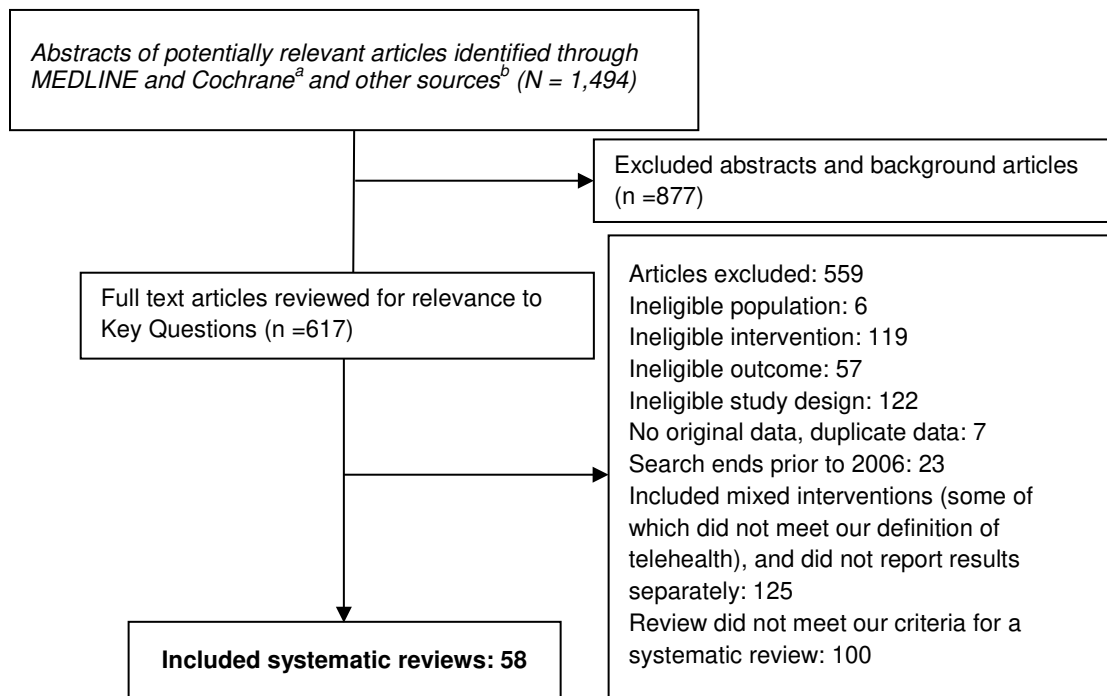 Abstracts of potentially relevant articles identified through
MEDLINE and Cochraneᵃ and other sourcesᵇ (N = 1,494)
Excluded abstracts and background articles
(n =877)
Full text articles reviewed for relevance to
Key Questions (n =617)
Articles excluded: 559
Ineligible population: 6
Ineligible intervention: 119
Ineligible outcome: 57
Ineligible study design: 122
No original data, duplicate data: 7
Search ends prior to 2006: 23
Included mixed interventions (some of
which did not meet our definition of
telehealth), and did not report results
separately: 125
Review did not meet our criteria for a
systematic review: 100
Included systematic reviews: 58